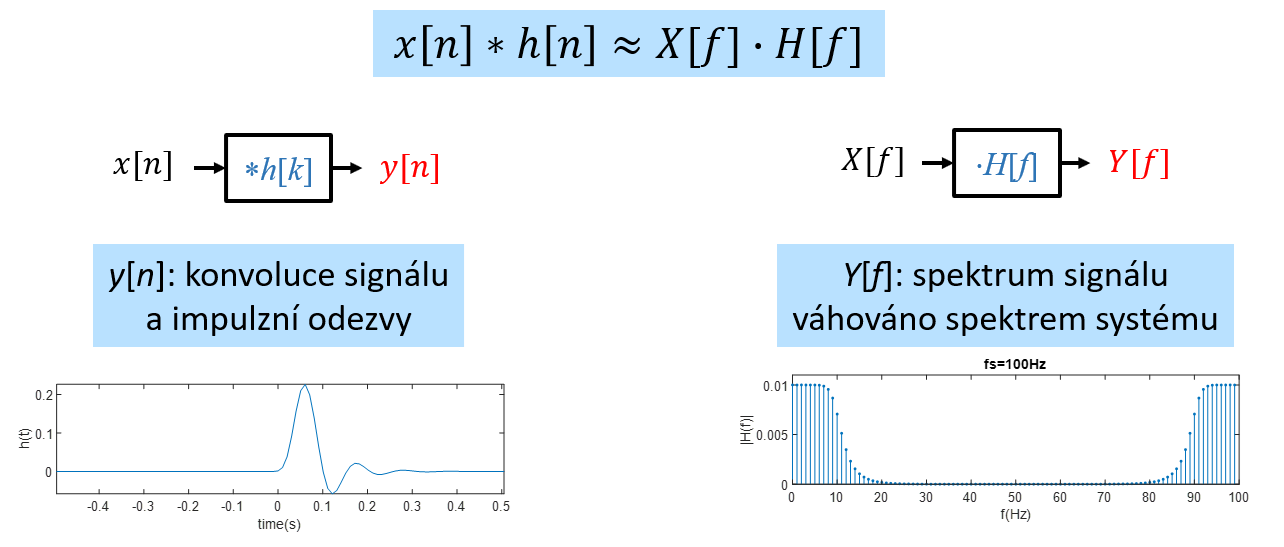 x[n] ∗ h[n] ≈ X[f] · H[f]
x[n] ∗h[k] y[n]
X[f] ·H[f] Y[f]
y[n]: konvoluce signálu
a impulzní odezvy
Y[f]: spektrum signálu
váhováno spektrem systému
h(t)
0.2
0.1
0
-0.4 -0.3 -0.2 -0.1 0 0.1 0.2 0.3 0.4 0.5
time(s)
fs=100Hz
|H(f)|
0.01
0.005
0
0 10 20 30 40 50 60 70 80 90 100
f(Hz)